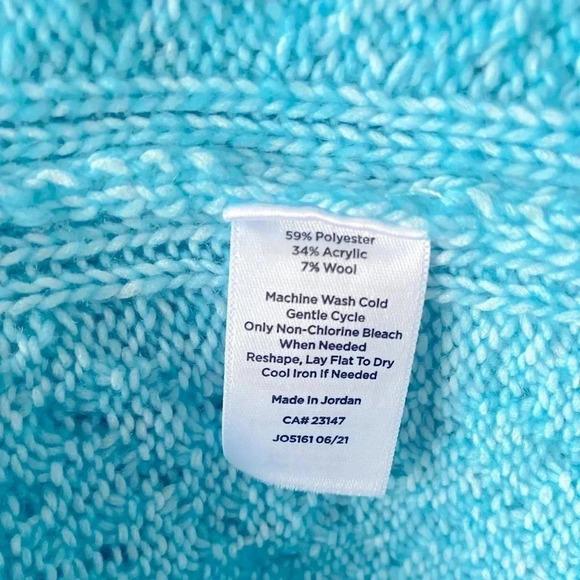 59% Polyester
34% Acrylic
7% Wool
Machine Wash Cold
Gentle Cycle
Only Non-Chlorine Bleach
When Needed
Reshape, Lay Flat To Dry
Cool Iron If Needed
Made In Jordan
CA# 23147
JO5161 06/21